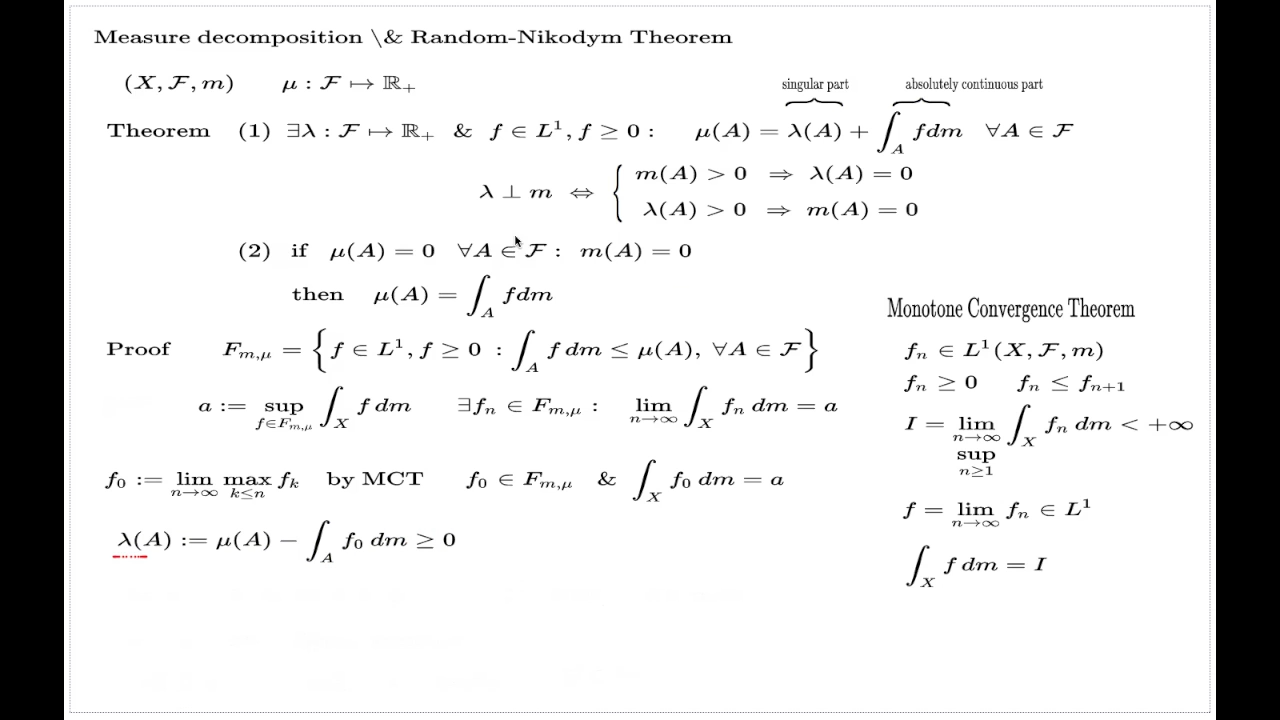 Measure decomposition \& Random-Nikodym Theorem
(X, ℱ, m) μ : ℱ ↦ ℝ₊
singular part absolutely continuous part
Theorem (1) ∃λ : ℱ ↦ ℝ₊ & f ∈ L¹, f ≥ 0 : μ(A) = λ(A) + ∫_A fdm ∀A ∈ ℱ
λ ⊥ m ⇔ { m(A) > 0 ⇒ λ(A) = 0
λ(A) > 0 ⇒ m(A) = 0
(2) if μ(A) = 0 ∀A ∈ ℱ : m(A) = 0
then μ(A) = ∫_A fdm
Proof F_{m,μ} = { f ∈ L¹, f ≥ 0 : ∫_A f dm ≤ μ(A), ∀A ∈ ℱ }
a := sup_{f∈F_{m,μ}} ∫_X f dm ∃f_n ∈ F_{m,μ} : lim_{n→∞} ∫_X f_n dm = a
f₀ := lim_{n→∞} max_{k≤n} f_k by MCT f₀ ∈ F_{m,μ} & ∫_X f₀ dm = a
λ(A) := μ(A) − ∫_A f₀ dm ≥ 0
Monotone Convergence Theorem
f_n ∈ L¹(X, ℱ, m)
f_n ≥ 0 f_n ≤ f_{n+1}
I = lim_{n→∞} ∫_X f_n dm < +∞
sup_{n≥1}
f = lim_{n→∞} f_n ∈ L¹
∫_X f dm = I